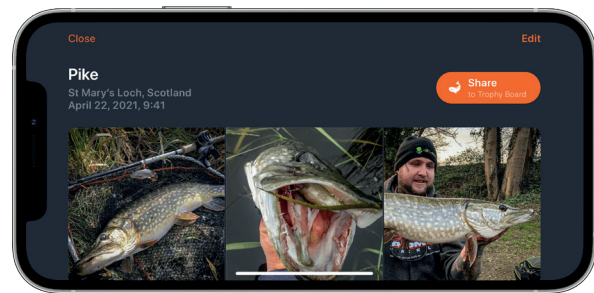 Close
Edit
Pike
St Mary's Loch, Scotland
April 22, 2021, 9:41
Share
to Trophy Board